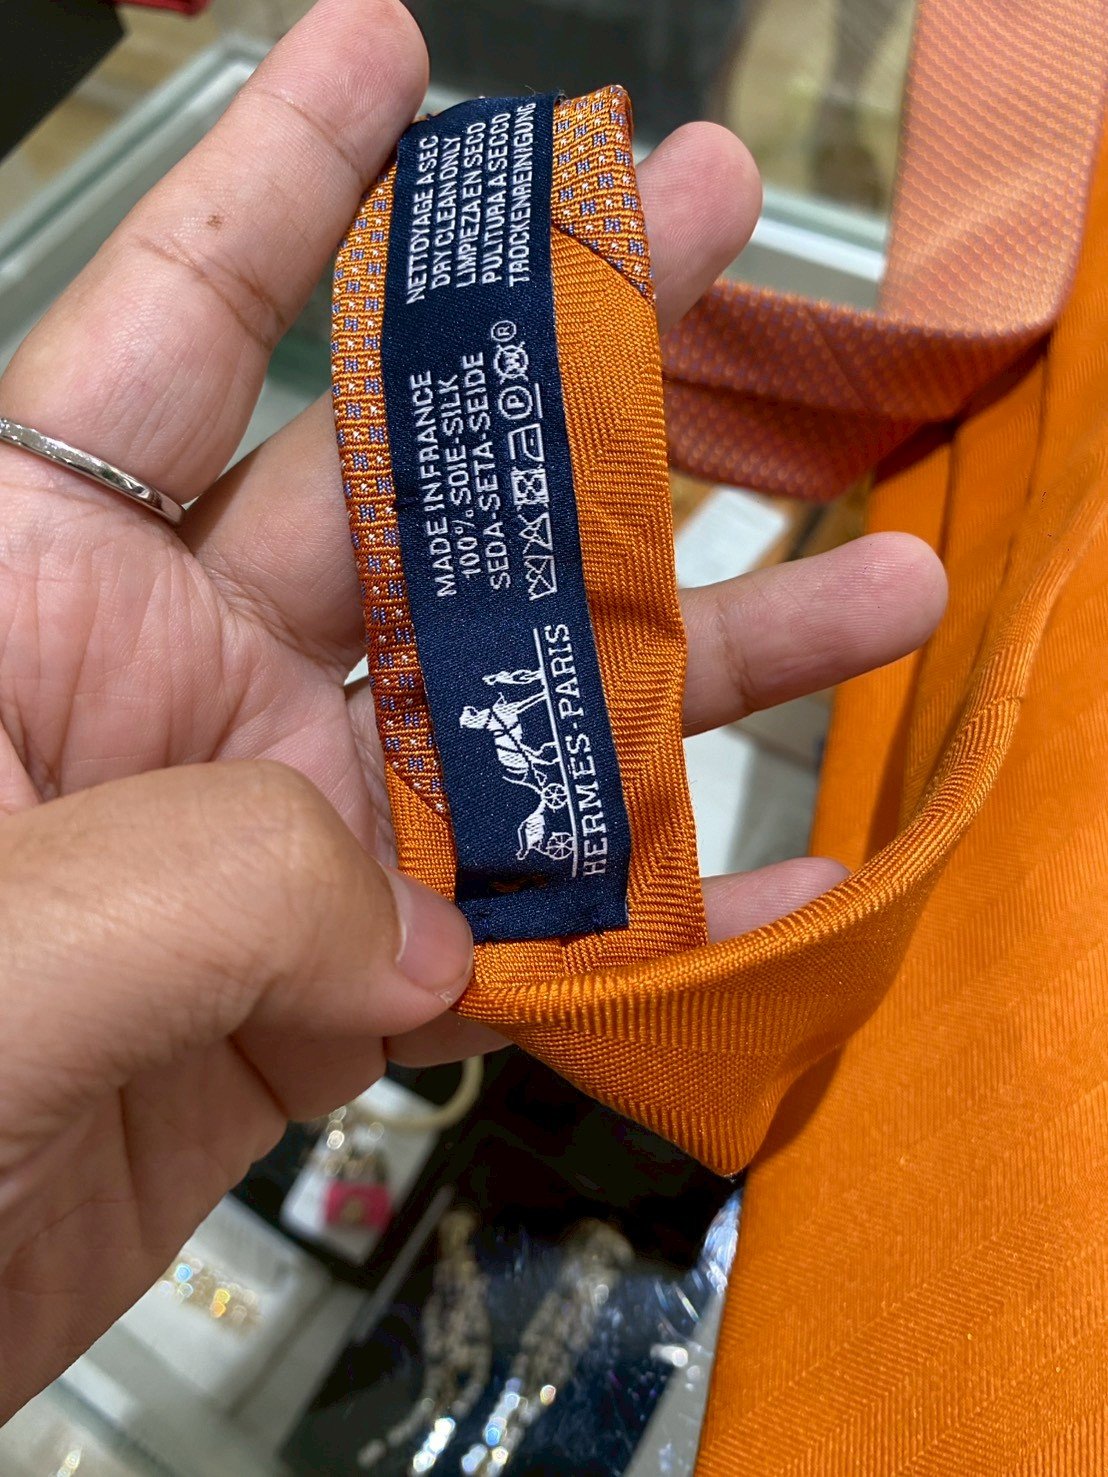 NETTOYAGE A SEC
DRY CLEAN ONLY
LIMPIEZA EN SECO
PULITURA A SECCO
TROCKENREINIGUNG
MADE IN FRANCE
100% SOIE-SILK
SEDA-SETA-SEIDE
P W ®
HERMES-PARIS